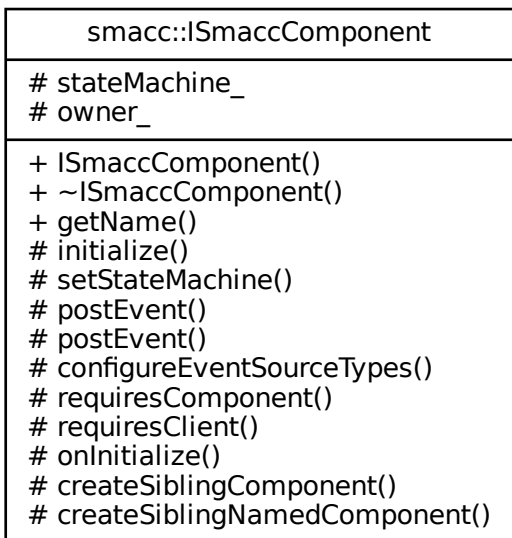 smacc::ISmaccComponent
# stateMachine_
# owner_
+ ISmaccComponent()
+ ~ISmaccComponent()
+ getName()
# initialize()
# setStateMachine()
# postEvent()
# postEvent()
# configureEventSourceTypes()
# requiresComponent()
# requiresClient()
# onInitialize()
# createSiblingComponent()
# createSiblingNamedComponent()